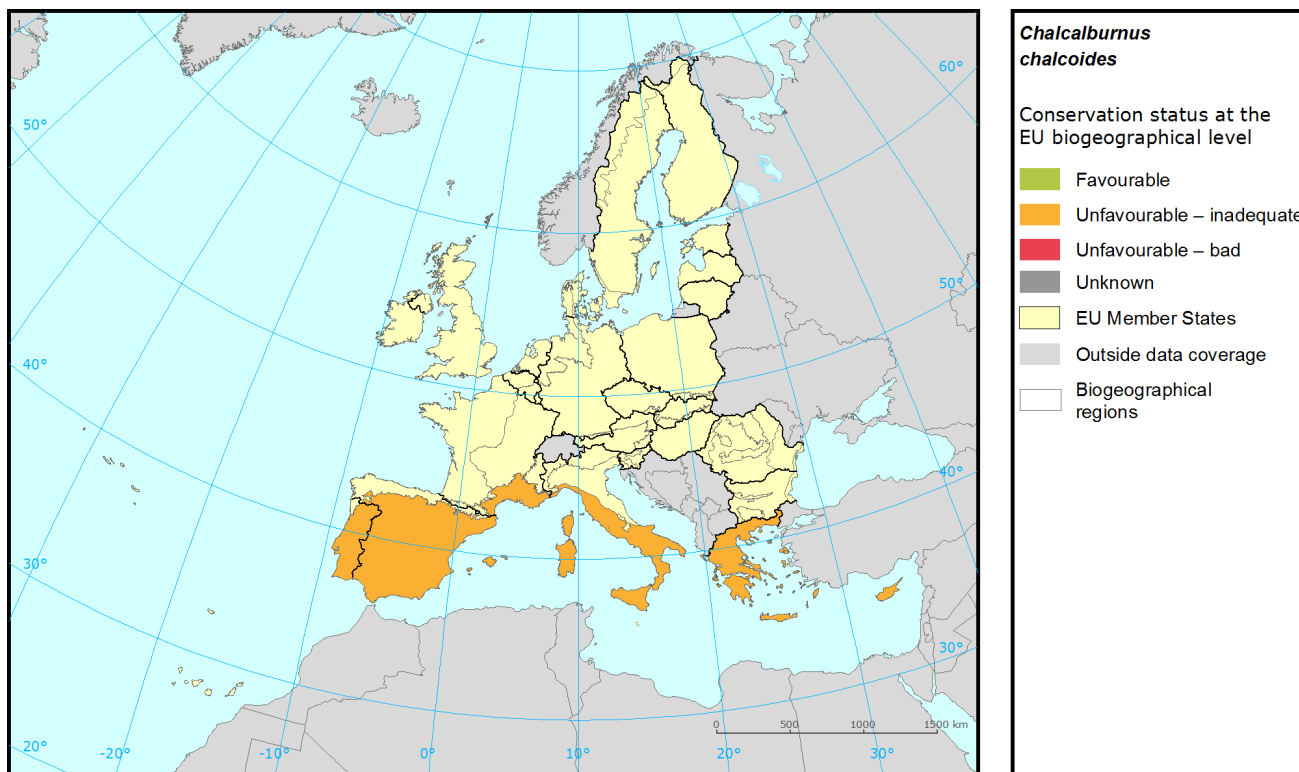 60°
50°
50°
40°
40°
30°
30°
20°
-20°
-10°
0°
10°
20°
30°
0
500
1000
1500 km
Chalcalburnus
chalcoides
Conservation status at the
EU biogeographical level
Favourable
Unfavourable – inadequate
Unfavourable – bad
Unknown
EU Member States
Outside data coverage
Biogeographical
regions